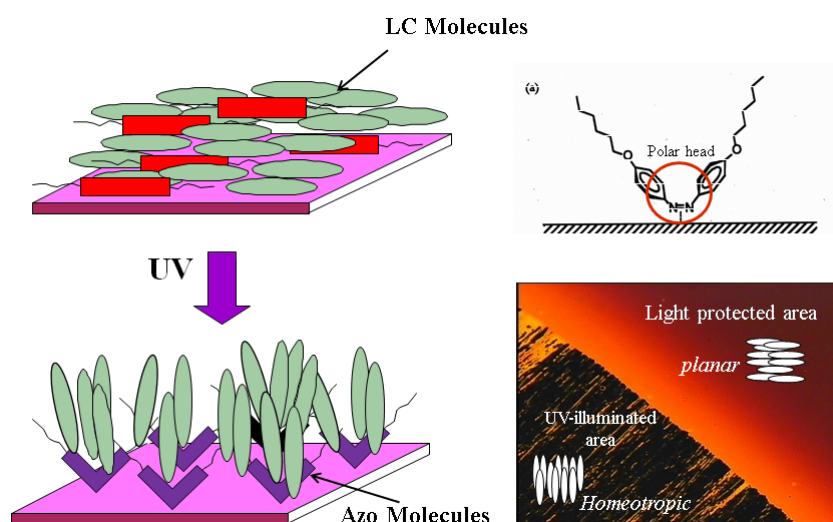 LC Molecules
(a)
Polar head
O
O
N=N
UV
Light protected area
planar
UV-illuminated
area
Homeotropic
Azo Molecules